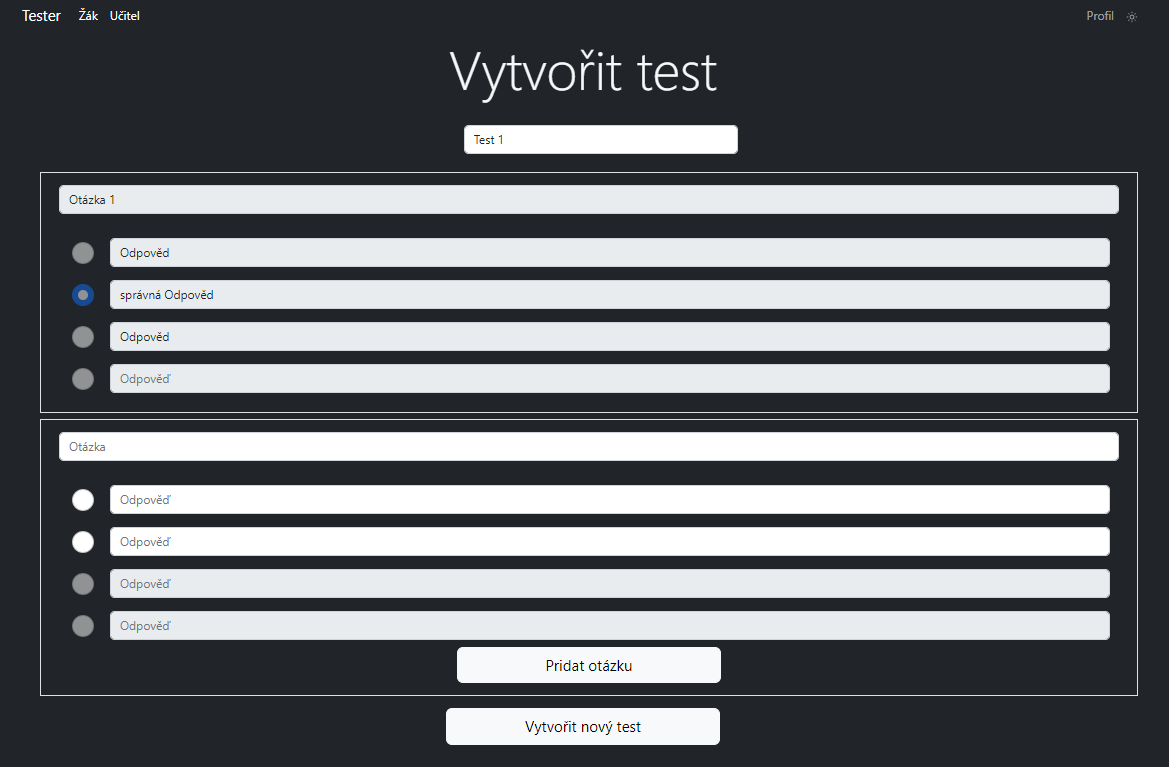 Tester Žák Učitel Profil
Vytvořit test
Test 1
Otázka 1
Odpověd
správná Odpověd
Odpověd
Odpověď
Otázka
Odpověď
Odpověď
Odpověď
Odpověď
Pridat otázku
Vytvořit nový test